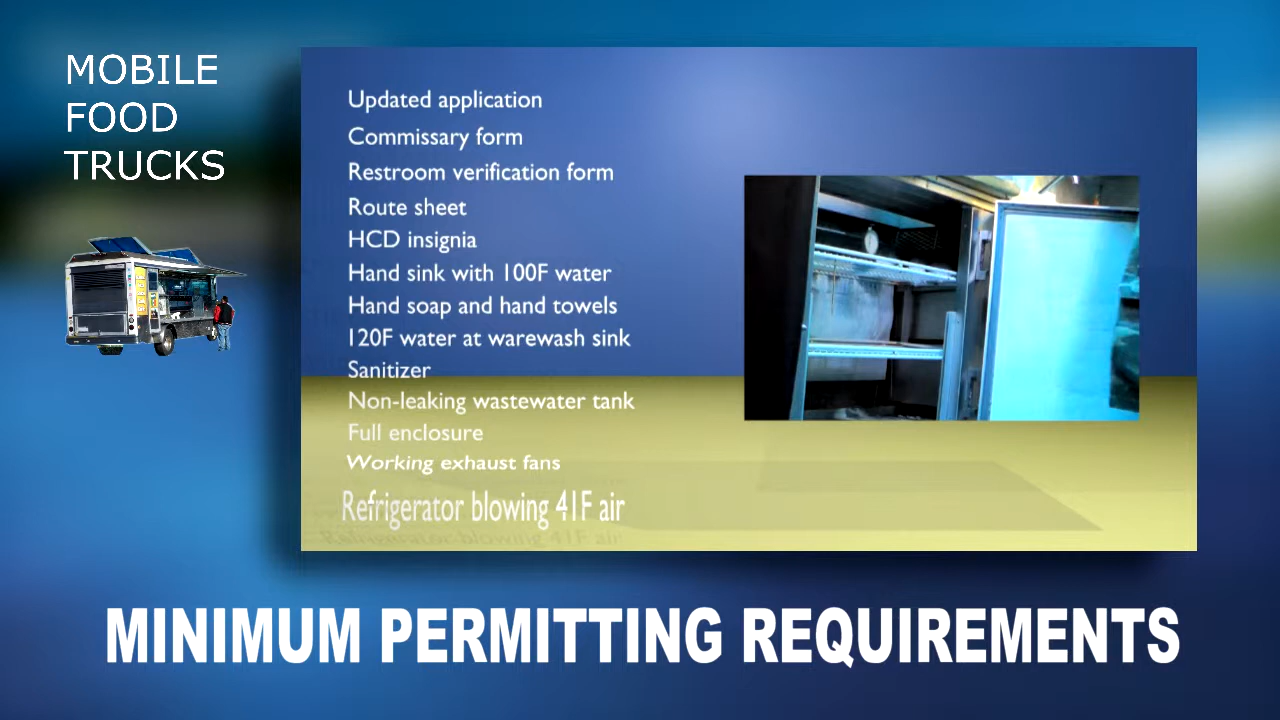 MOBILE
FOOD
TRUCKS
Updated application
Commissary form
Restroom verification form
Route sheet
HCD insignia
Hand sink with 100F water
Hand soap and hand towels
120F water at warewash sink
Sanitizer
Non-leaking wastewater tank
Full enclosure
Working exhaust fans
Refrigerator blowing 41F air
MINIMUM PERMITTING REQUIREMENTS